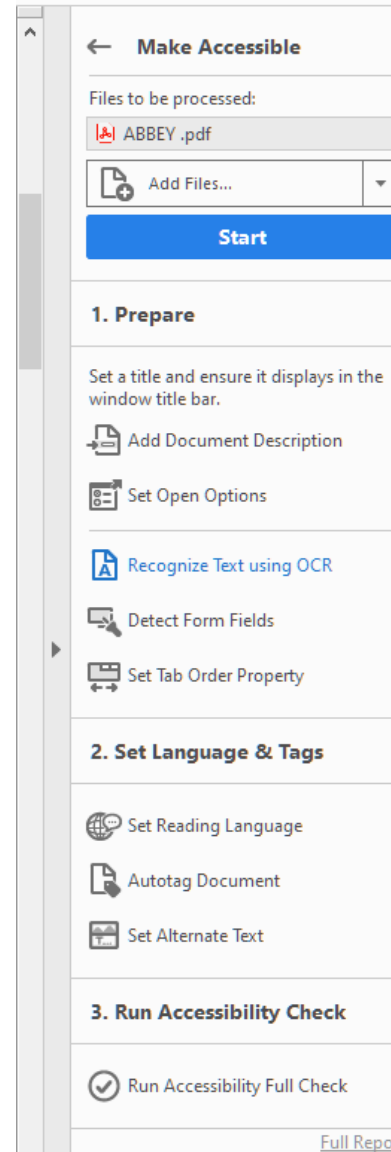 Make Accessible
Files to be processed:
ABBEY .pdf
Add Files...
Start
1. Prepare
Set a title and ensure it displays in the
window title bar.
Add Document Description
Set Open Options
Recognize Text using OCR
Detect Form Fields
Set Tab Order Property
2. Set Language & Tags
Set Reading Language
Autotag Document
Set Alternate Text
3. Run Accessibility Check
Run Accessibility Full Check
Full Repo